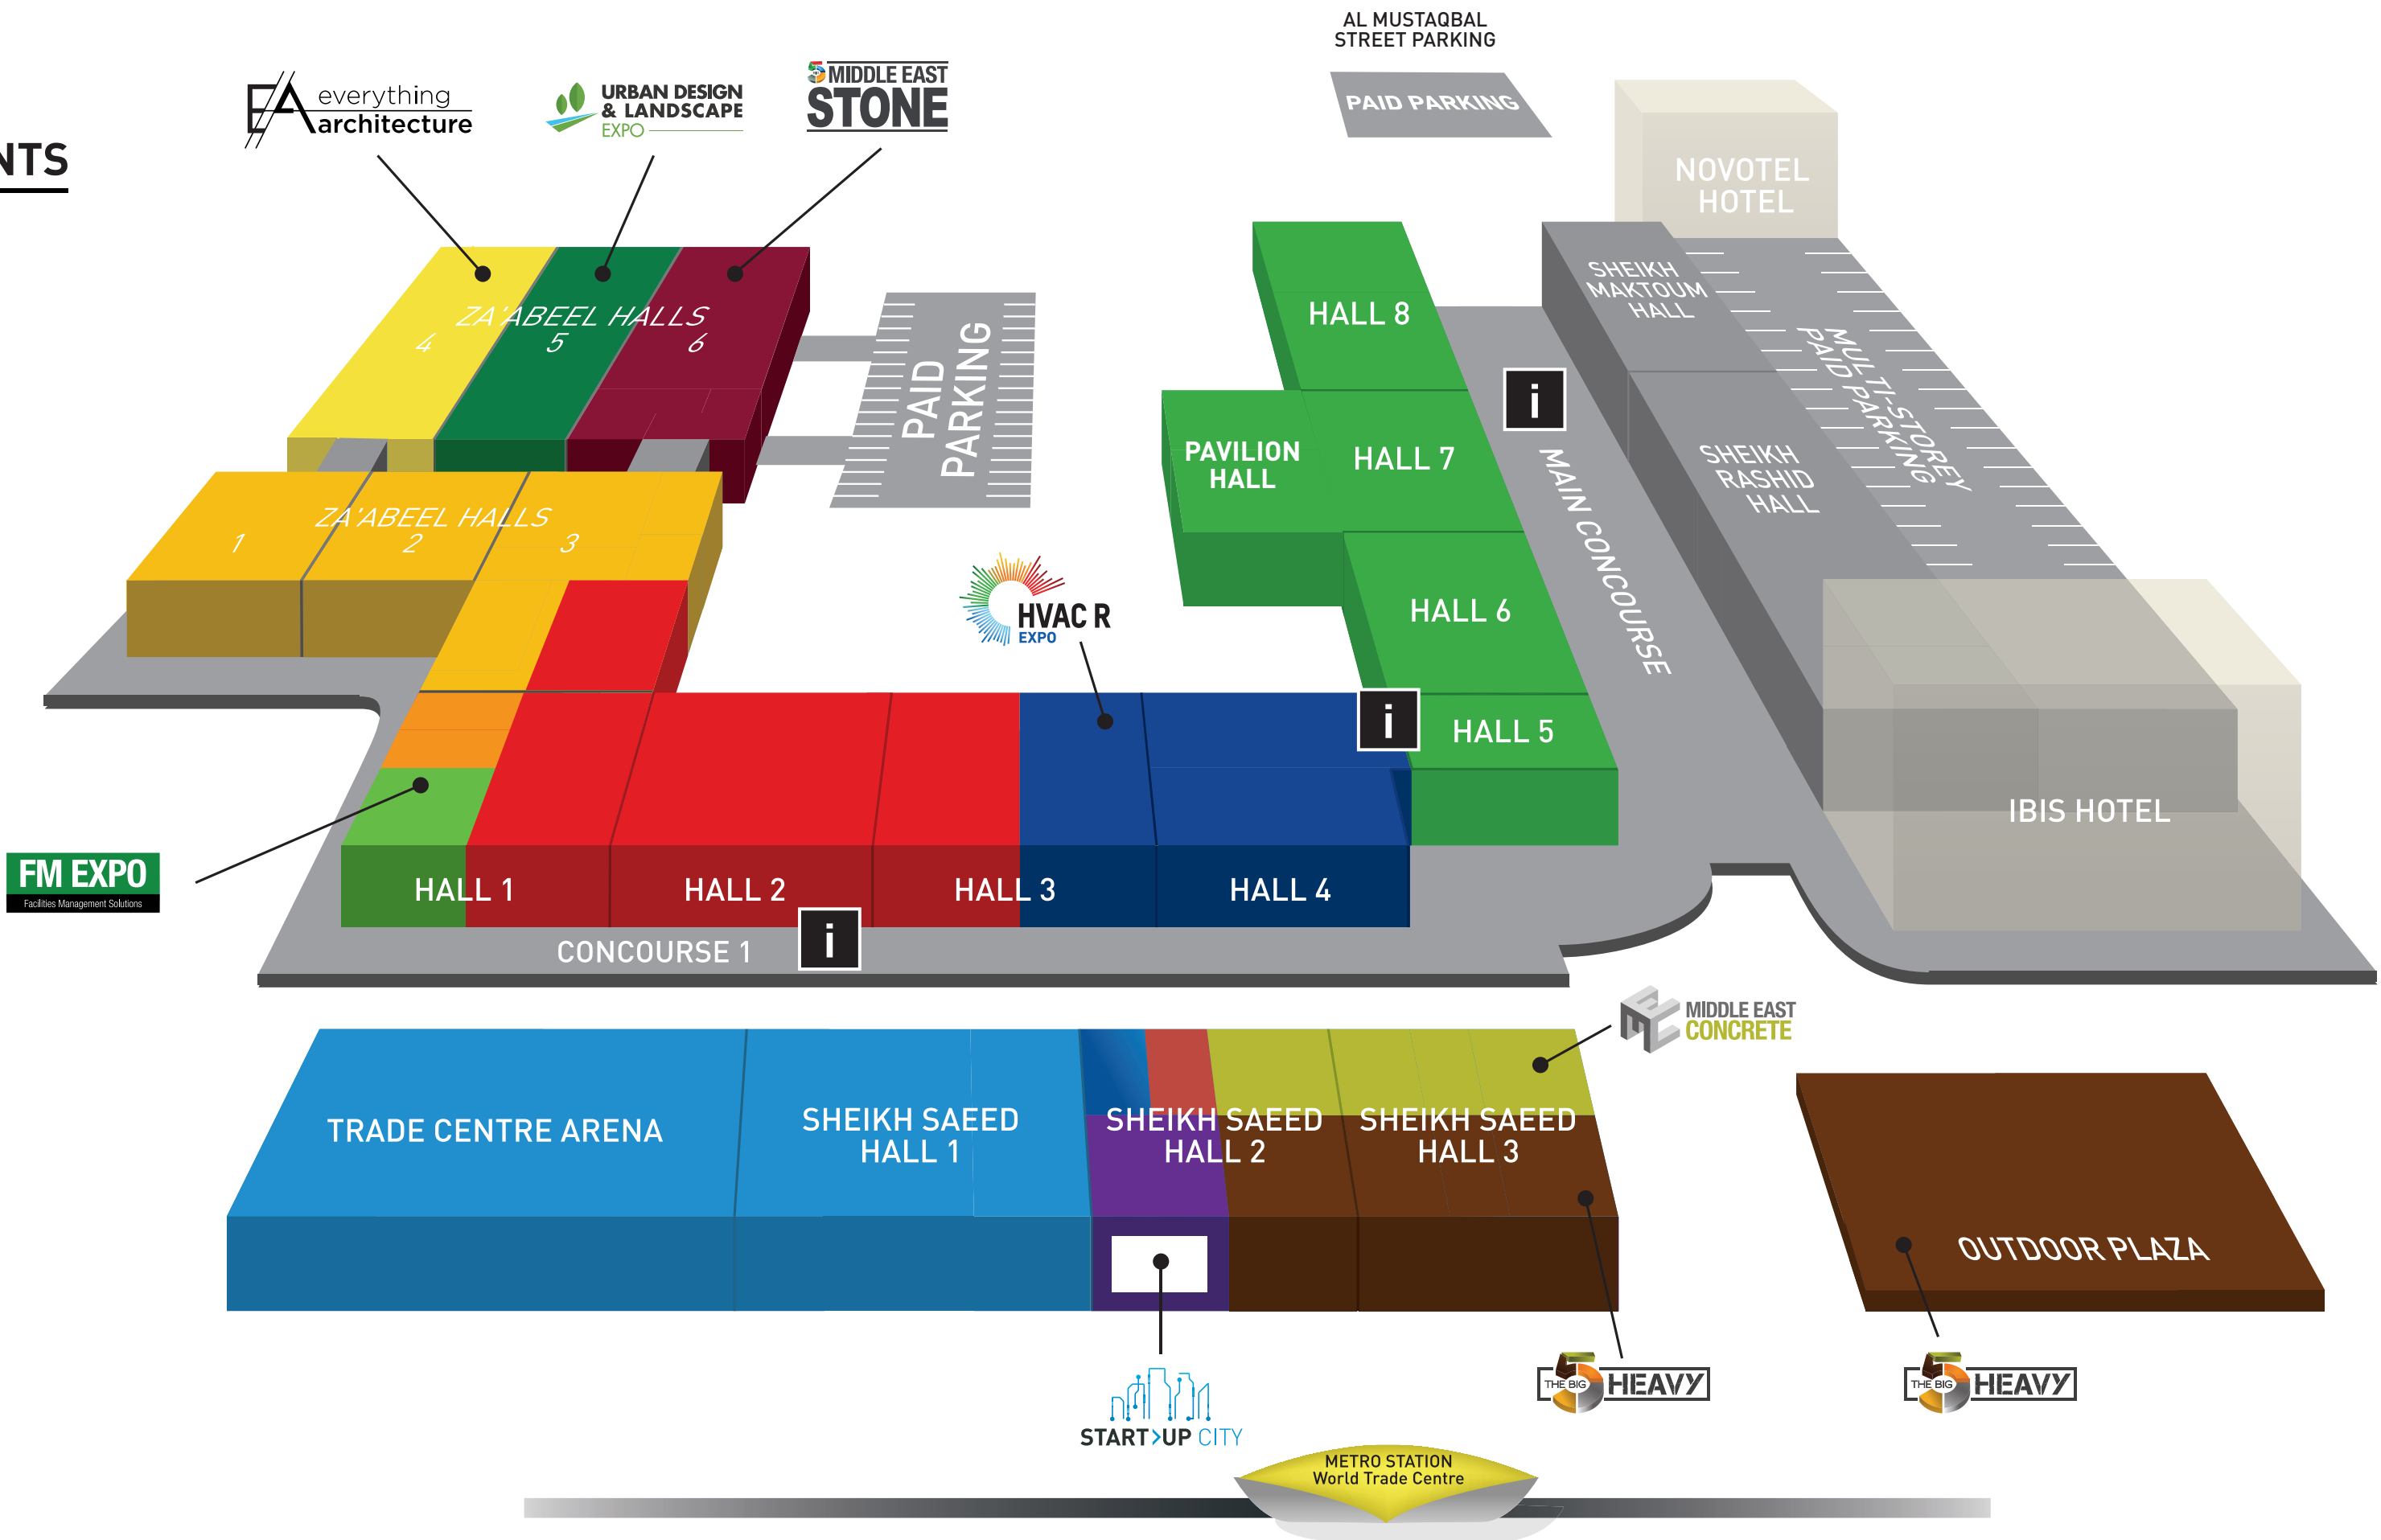 AL MUSTAQBAL
STREET PARKING
PAID PARKING
EA everything
architecture
URBAN DESIGN
& LANDSCAPE
EXPO
5 MIDDLE EAST
STONE
NTS
NOVOTEL
HOTEL
ZA'ABEEL HALLS
4 5 6
PAID
PARKING
HALL 8
SHEIKH
MAKTOUM
HALL
MULTI-STOREY
PAID PARKING
i
PAVILION
HALL
HALL 7
MAIN CONCOURSE
SHEIKH
RASHID
HALL
ZA'ABEEL HALLS
1 2 3
HVAC R
EXPO
HALL 6
i
HALL 5
IBIS HOTEL
FM EXPO
Facilities Management Solutions
HALL 1
HALL 2
HALL 3
HALL 4
CONCOURSE 1
i
MEC MIDDLE EAST
CONCRETE
TRADE CENTRE ARENA
SHEIKH SAEED
HALL 1
SHEIKH SAEED
HALL 2
SHEIKH SAEED
HALL 3
OUTDOOR PLAZA
THE BIG 5 HEAVY
THE BIG 5 HEAVY
START>UP CITY
METRO STATION
World Trade Centre